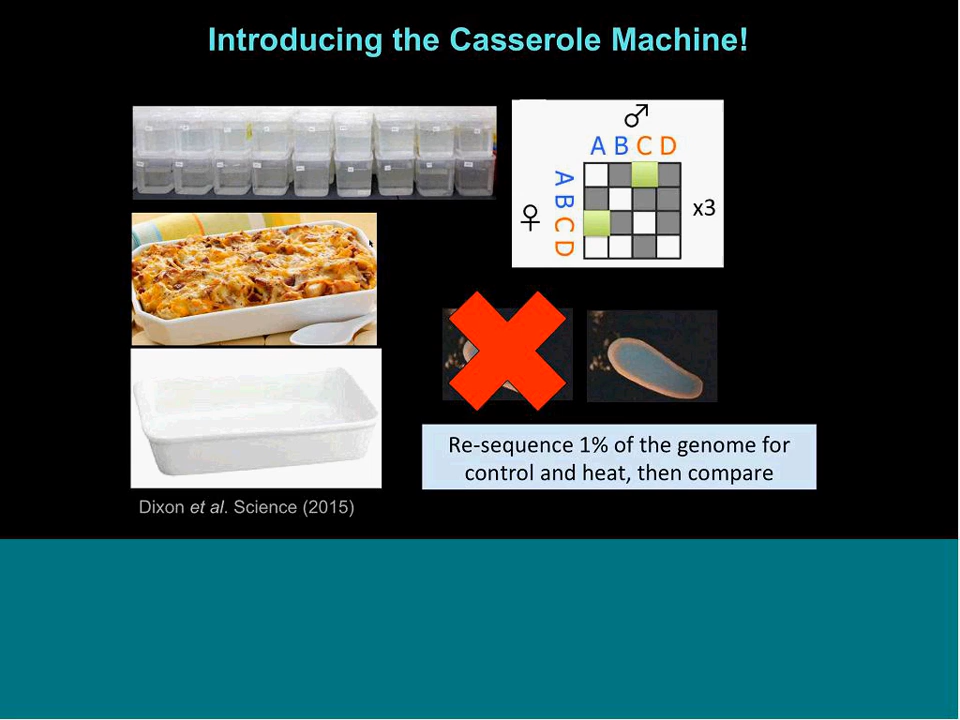 Introducing the Casserole Machine!
♂
A B C D
♀
A B C D
x3
Re-sequence 1% of the genome for
control and heat, then compare
Dixon et al. Science (2015)